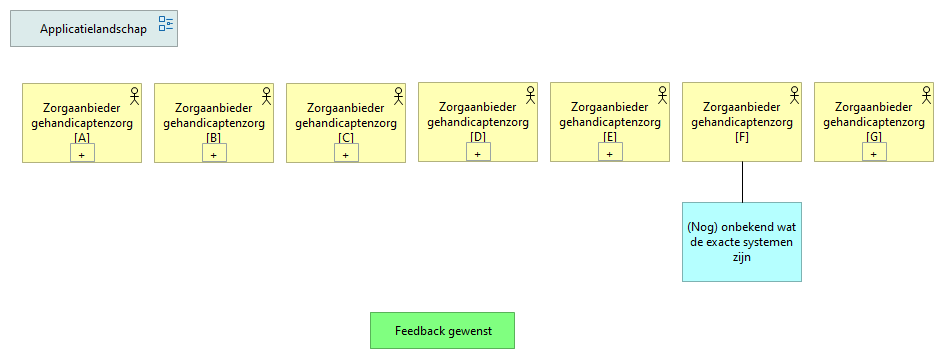 Applicatielandschap
Zorgaanbieder
gehandicaptenzorg
[A]
+
Zorgaanbieder
gehandicaptenzorg
[B]
+
Zorgaanbieder
gehandicaptenzorg
[C]
+
Zorgaanbieder
gehandicaptenzorg
[D]
+
Zorgaanbieder
gehandicaptenzorg
[E]
+
Zorgaanbieder
gehandicaptenzorg
[F]
Zorgaanbieder
gehandicaptenzorg
[G]
+
(Nog) onbekend wat
de exacte systemen
zijn
Feedback gewenst